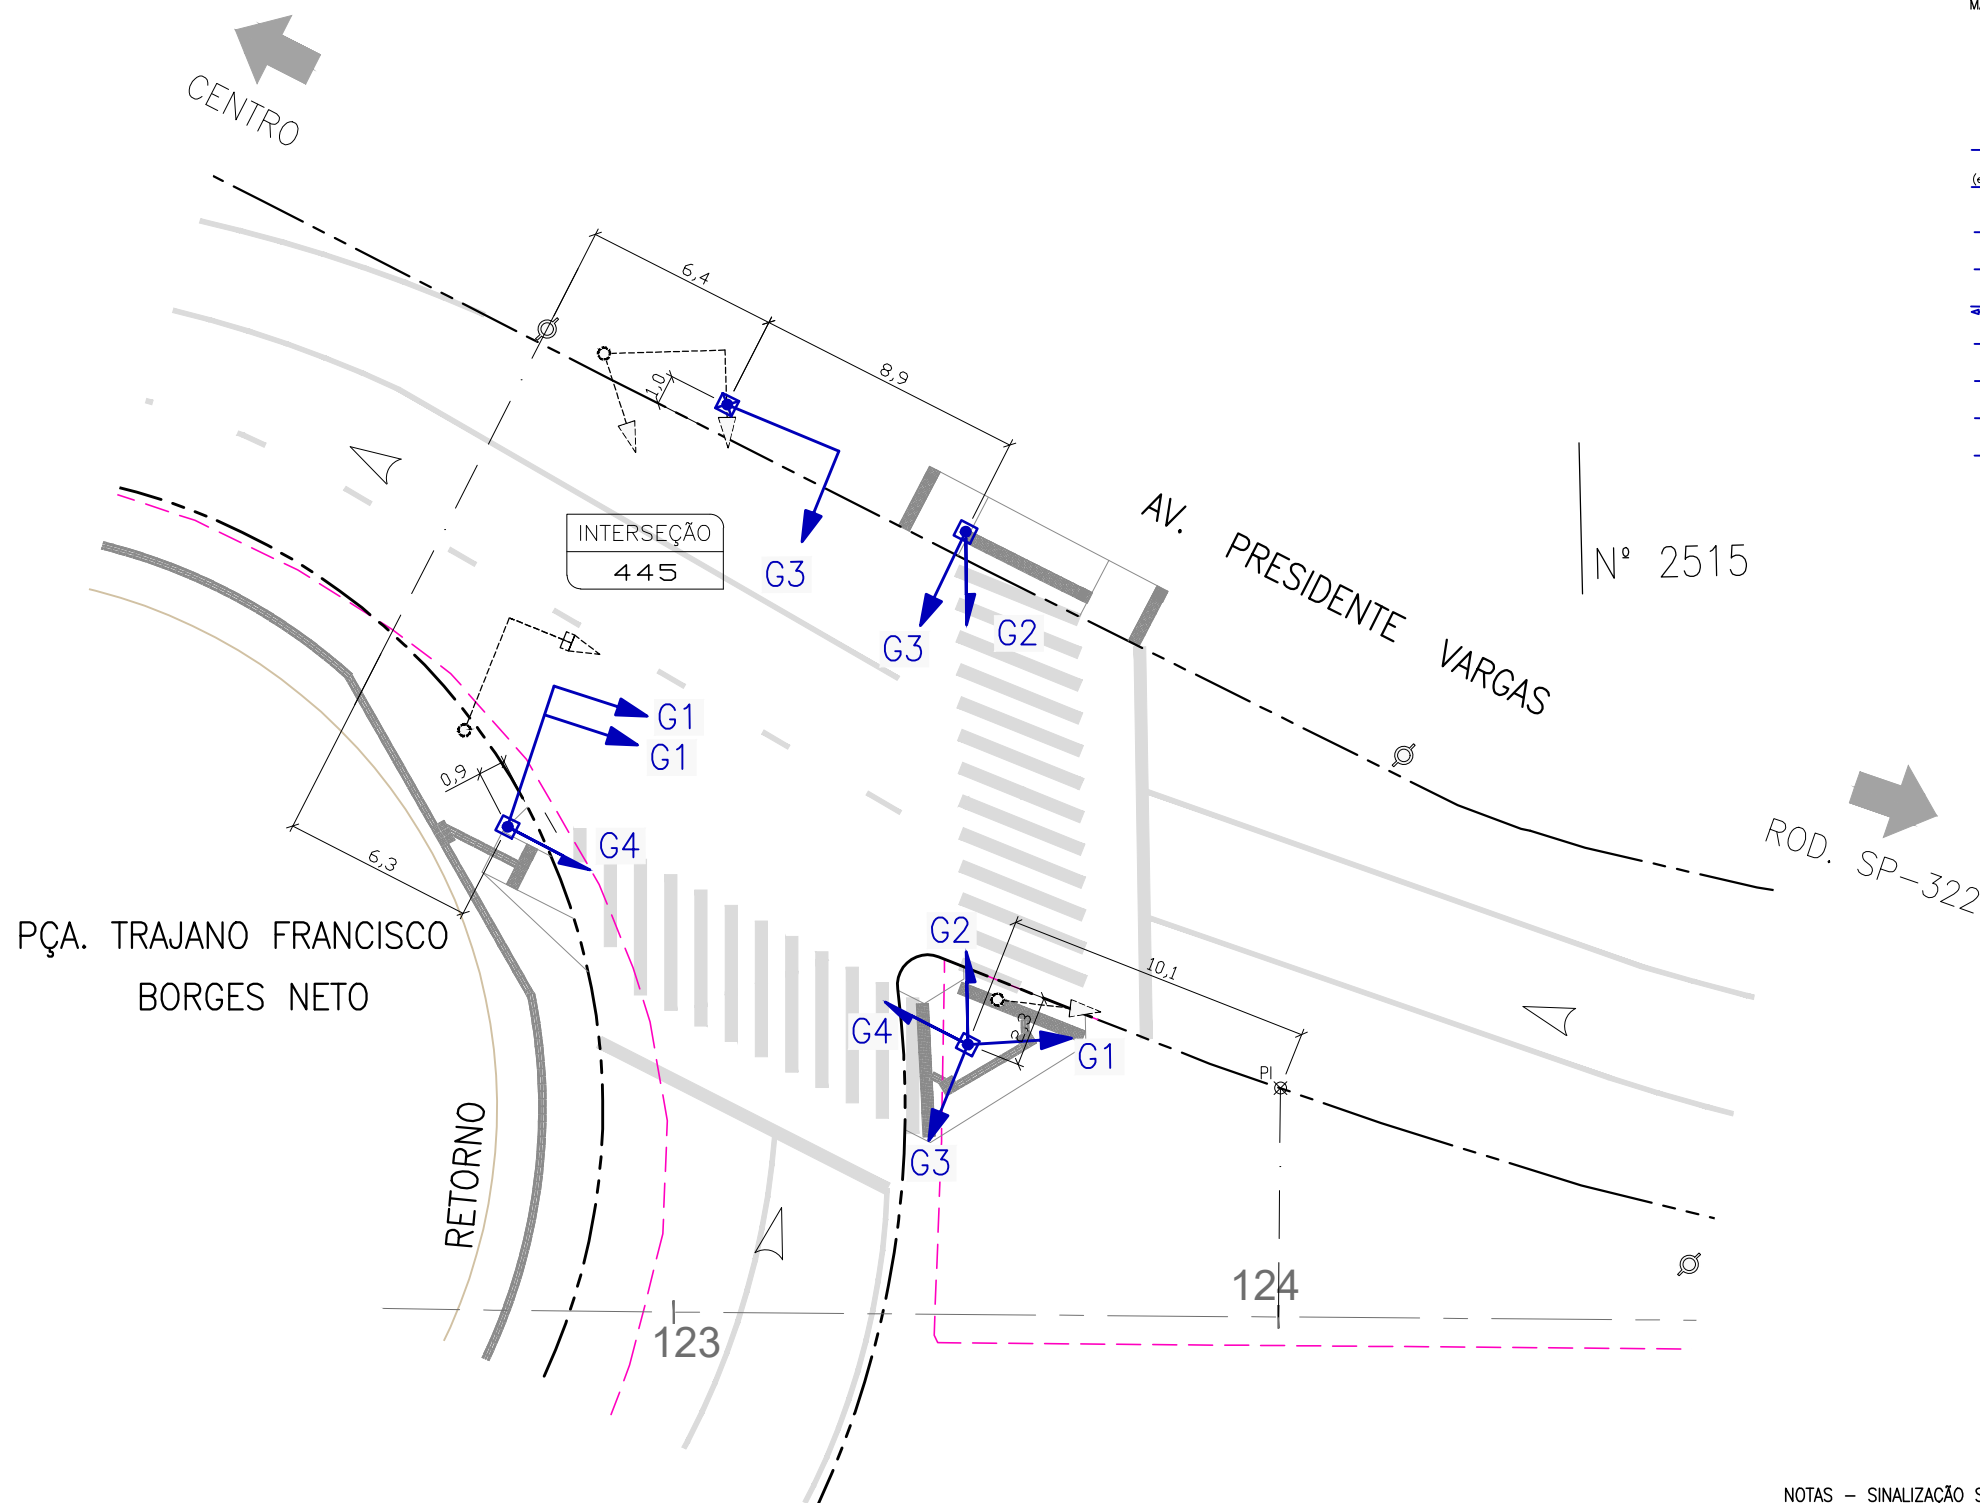 CENTRO
6,4
8,9
1,0
INTERSEÇÃO
445
G3
G3
G2
AV. PRESIDENTE VARGAS
Nº 2515
ROD. SP-322
G1
G1
0,9
G4
6,3
PÇA. TRAJANO FRANCISCO
BORGES NETO
G2
10,1
G4
2,3
G1
PI
G3
RETORNO
124
123
NOTAS – SINALIZAÇÃO S